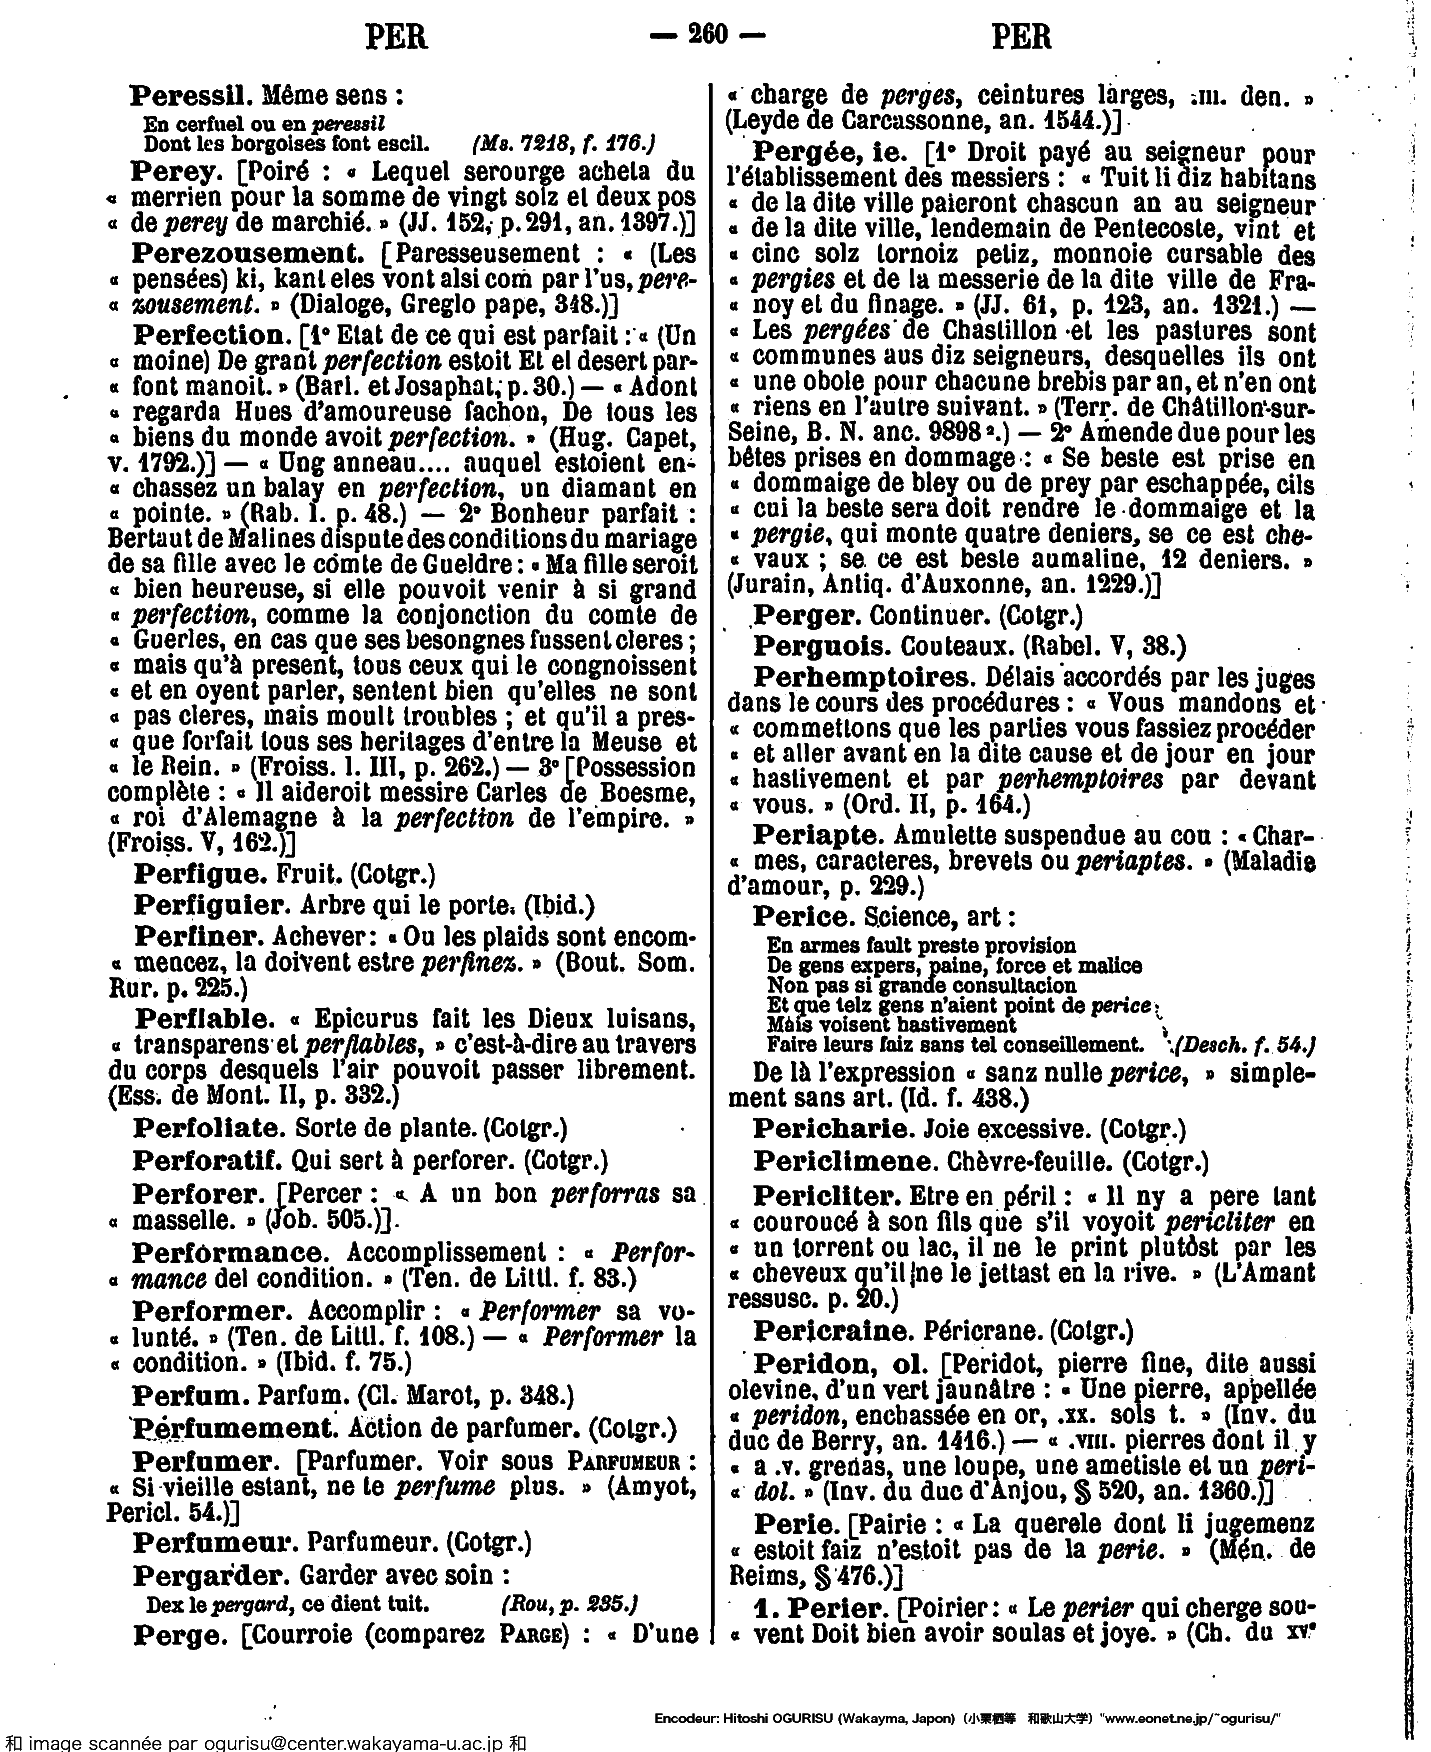 PER — 260 — PER
Peressil. Même sens :
En cerfuel ou en peressil
Dont les borgoises font escil. (Ms. 7218, f. 176.)
Perey. [Poiré : « Lequel serourge acheta du
« merrien pour la somme de vingt solz et deux pos
« de perey de marchié. » (JJ. 152, p. 291, an. 1397.)]
Perezousement. [Paresseusement : « (Les
« pensées) ki, kant eles vont alsi com par l'us, pere-
« zousement. » (Dialoge, Greglo pape, 348.)]
Perfection. [1° Etat de ce qui est parfait : « (Un
« moine) De grant perfection estoit Et el desert par-
« font manoit. » (Barl. et Josaphat, p. 30.) — « Adont
« regarda Hues d'amoureuse fachon, De tous les
« biens du monde avoit perfection. » (Hug. Capet,
v. 1792.)] — « Ung anneau.... auquel estoient en-
« chassez un balay en perfection, un diamant en
« pointe. » (Rab. I. p. 48.) — 2° Bonheur parfait :
Bertaut de Malines dispute des conditions du mariage
de sa fille avec le comte de Gueldre : « Ma fille seroit
« bien heureuse, si elle pouvoit venir à si grand
« perfection, comme la conjonction du comte de
« Guerles, en cas que ses besongnes fussent cleres ;
« mais qu'à present, tous ceux qui le congnoissent
« et en oyent parler, sentent bien qu'elles ne sont
« pas cleres, mais moult troubles ; et qu'il a pres-
« que forfait tous ses heritages d'entre la Meuse et
« le Rein. » (Froiss. l. III, p. 262.) — 3° [Possession
complète : « Il aideroit messire Carles de Boesme,
« roi d'Alemagne à la perfection de l'empire. »
(Froiss. V, 162.)]
Perfigue. Fruit. (Cotgr.)
Perfiguier. Arbre qui le porte. (Ibid.)
Perfiner. Achever : « Ou les plaids sont encom-
« mencez, la doivent estre perfinez. » (Bout. Som.
Rur. p. 225.)
Perflable. « Epicurus fait les Dieux luisans,
« transparens et perflables, » c'est-à-dire au travers
du corps desquels l'air pouvoit passer librement.
(Ess. de Mont. II, p. 332.)
Perfoliate. Sorte de plante. (Cotgr.)
Perforatif. Qui sert à perforer. (Cotgr.)
Perforer. [Percer : « A un bon perforras sa
« masselle. » (Job. 505.)].
Performance. Accomplissement : « Perfor-
« mance del condition. » (Ten. de Littl. f. 83.)
Performer. Accomplir : « Performer sa vo-
« lunté. » (Ten. de Littl. f. 108.) — « Performer la
« condition. » (Ibid. f. 75.)
Perfum. Parfum. (Cl. Marot, p. 348.)
Perfumement. Action de parfumer. (Cotgr.)
Perfumer. [Parfumer. Voir sous PARFUMEUR :
« Si vieille estant, ne te perfume plus. » (Amyot,
Pericl. 54.)]
Perfumeur. Parfumeur. (Cotgr.)
Pergarder. Garder avec soin :
Dex le pergard, ce dient tuit. (Rou, p. 235.)
Perge. [Courroie (comparez PARGE) : « D'une
« charge de perges, ceintures larges, .III. den. »
(Leyde de Carcassonne, an. 1544.)]
Pergée, ie. [1° Droit payé au seigneur pour
l'établissement des messiers : « Tuit li diz habitans
« de la dite ville paieront chascun an au seigneur
« de la dite ville, lendemain de Pentecoste, vint et
« cinc solz tornoiz petiz, monnoie cursable des
« pergies et de la messerie de la dite ville de Fra-
« noy et du finage. » (JJ. 61, p. 123, an. 1321.) —
« Les pergées de Chastillon et les pastures sont
« communes aus diz seigneurs, desquelles ils ont
« une obole pour chacune brebis par an, et n'en ont
« riens en l'autre suivant. » (Terr. de Châtillon-sur-
Seine, B. N. anc. 9898².) — 2° Amende due pour les
bêtes prises en dommage : « Se beste est prise en
« dommaige de bley ou de prey par eschappée, cils
« cui la beste sera doit rendre le dommaige et la
« pergie, qui monte quatre deniers, se ce est che-
« vaux ; se ce est beste aumaline, 12 deniers. »
(Jurain, Antiq. d'Auxonne, an. 1229.)]
Perger. Continuer. (Cotgr.)
Perguois. Couteaux. (Rabel. V, 38.)
Perhemptoires. Délais accordés par les juges
dans le cours des procédures : « Vous mandons et
« commettons que les parties vous fassiez procéder
« et aller avant en la dite cause et de jour en jour
« hastivement et par perhemptoires par devant
« vous. » (Ord. II, p. 164.)
Periapte. Amulette suspendue au cou : « Char-
« mes, caracteres, brevets ou periaptes. » (Maladie
d'amour, p. 229.)
Perice. Science, art :
En armes fault preste provision
De gens expers, paine, force et malice
Non pas si grande consultacion
Et que telz gens n'aient point de perice ;
Mais voisent hastivement
Faire leurs faiz sans tel conseillement. (Desch. f. 54.)
De là l'expression « sanz nulle perice, » simple-
ment sans art. (Id. f. 438.)
Pericharie. Joie excessive. (Cotgr.)
Periclimene. Chèvre-feuille. (Cotgr.)
Pericliter. Etre en péril : « Il ny a pere tant
« couroucé à son fils que s'il voyoit pericliter en
« un torrent ou lac, il ne le print plutôst par les
« cheveux qu'il ne le jettast en la rive. » (L'Amant
ressusc. p. 20.)
Pericraine. Péricrane. (Cotgr.)
Peridon, ol. [Peridot, pierre fine, dite aussi
olevine, d'un vert jaunâtre : « Une pierre, appellée
« peridon, enchassée en or, .XX. sols t. » (Inv. du
duc de Berry, an. 1416.) — « .VIII. pierres dont il y
« a .V. grenas, une loupe, une ametiste et un peri-
« dol. » (Inv. du duc d'Anjou, § 520, an. 1360.)]
Perie. [Pairie : « La querele dont li jugemenz
« estoit faiz n'estoit pas de la perie. » (Mén. de
Reims, § 476.)]
1. Perier. [Poirier : « Le perier qui cherge sou-
« vent Doit bien avoir soulas et joye. » (Ch. du XVe
Encodeur: Hitoshi OGURISU (Wakayma, Japon) (小栗栖等 和歌山大学) "www.eonet.ne.jp/~ogurisu/"
和 image scannée par ogurisu@center.wakayama-u.ac.jp 和